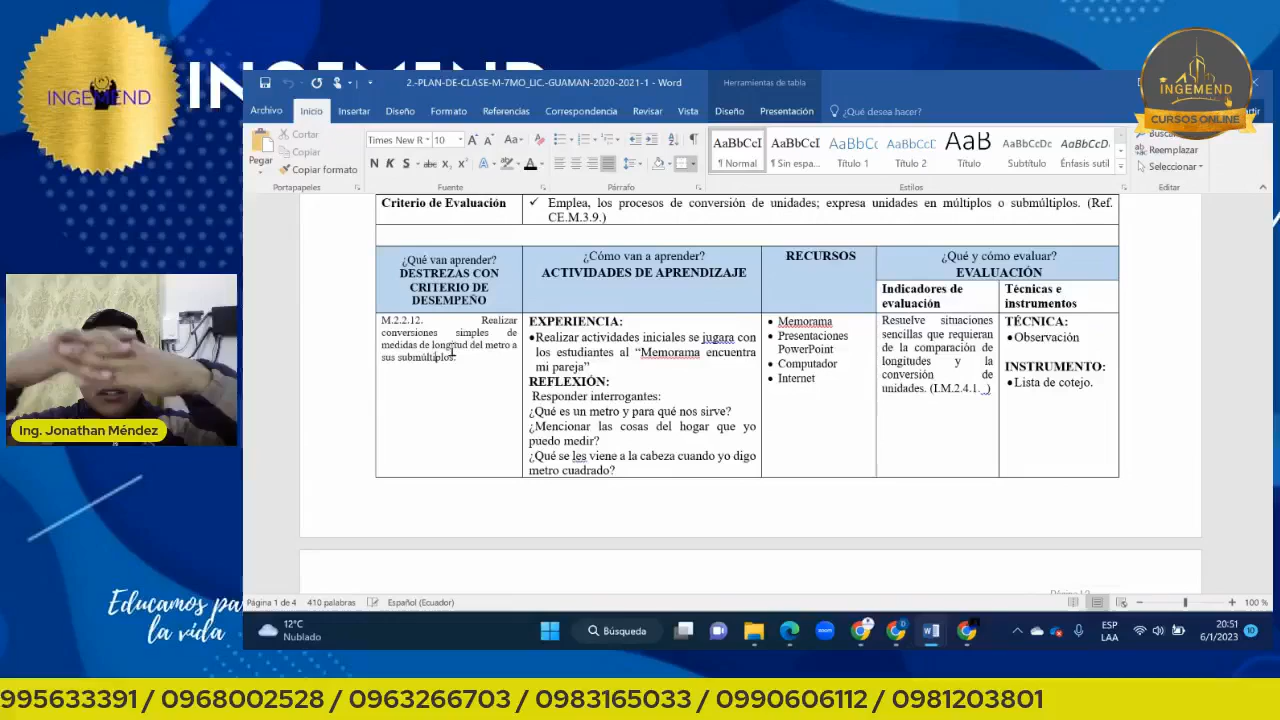 INGEMEND
INGEMEND
INGEMEND
CURSOS ONLINE
2.-PLAN-DE-CLASE-M-7MO_LIC.-GUAMAN-2020-2021-1 - Word
Herramientas de tabla
Archivo Inicio Insertar Diseño Formato Referencias Correspondencia Revisar Vista Diseño Presentación ¿Qué desea hacer?
Pegar
Cortar
Copiar
Copiar formato
Portapapeles
Times New R 10
N K S abc x₂ x²
Fuente
Párrafo
AaBbCcI AaBbCcI AaBbCc AaBbCcD AaB AaBbCcDc AaBbCcD
¶ Normal ¶ Sin espa... Título 1 Título 2 Título Subtítulo Énfasis sutil
Estilos
Reemplazar
Seleccionar
Editar
Criterio de Evaluación
✓ Emplea, los procesos de conversión de unidades; expresa unidades en múltiplos o submúltiplos. (Ref.
CE.M.3.9.)
¿Qué van aprender?
DESTREZAS CON
CRITERIO DE
DESEMPEÑO
¿Cómo van a aprender?
ACTIVIDADES DE APRENDIZAJE
RECURSOS
¿Qué y cómo evaluar?
EVALUACIÓN
Indicadores de
evaluación
Técnicas e
instrumentos
M.2.2.12. Realizar
conversiones simples de
medidas de longitud del metro a
sus submúltiplos.
EXPERIENCIA:
•Realizar actividades iniciales se jugara con
los estudiantes al “Memorama encuentra
mi pareja”
REFLEXIÓN:
Responder interrogantes:
¿Qué es un metro y para qué nos sirve?
¿Mencionar las cosas del hogar que yo
puedo medir?
¿Qué se les viene a la cabeza cuando yo digo
metro cuadrado?
• Memorama
• Presentaciones
PowerPoint
• Computador
• Internet
Resuelve situaciones
sencillas que requieran
de la comparación de
longitudes y la
conversión de
unidades. (I.M.2.4.1. )
TÉCNICA:
•Observación
INSTRUMENTO:
•Lista de cotejo.
Ing. Jonathan Méndez
Educamos pa
la vida
Página 1 de 4 410 palabras Español (Ecuador) 100 %
12°C
Nublado
Búsqueda
zoom
ESP
LAA
20:51
6/1/2023
10
995633391 / 0968002528 / 0963266703 / 0983165033 / 0990606112 / 0981203801